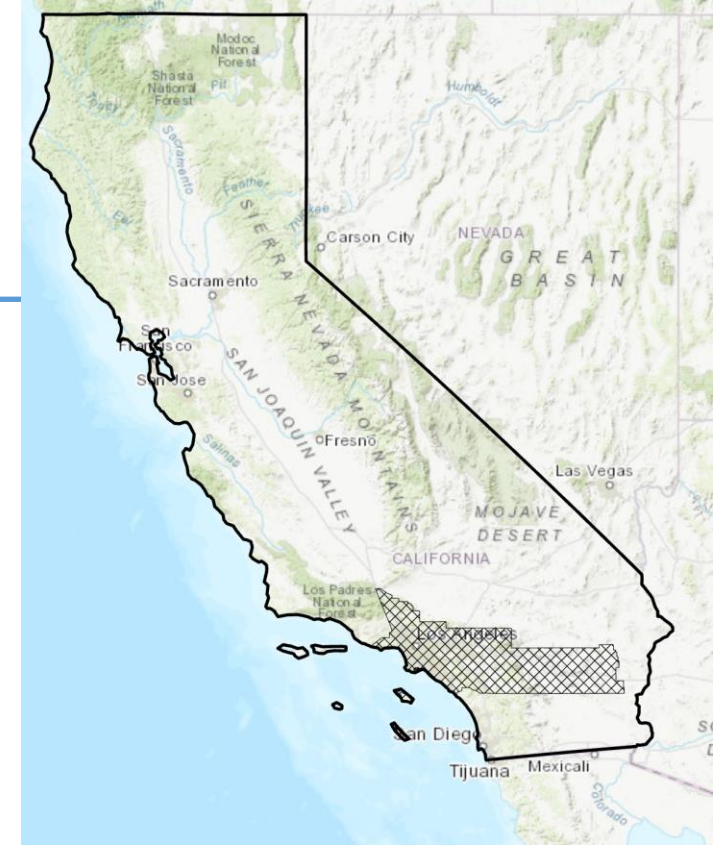 Klamath
Modoc
National
Forest
Shasta
National
Forest
Pit
Humboldt
Trinity
Sacramento
Feather
Truckee
Eel
Carson City
NEVADA
GREAT
BASIN
Sacramento
SIERRA NEVADA MOUNTAINS
San
Francisco
San Jose
SAN JOAQUIN VALLEY
Fresno
Salinas
Las Vegas
MOJAVE
DESERT
CALIFORNIA
Los Padres
National
Forest
Los Angeles
San Diego
Tijuana
Mexicali
Colorado